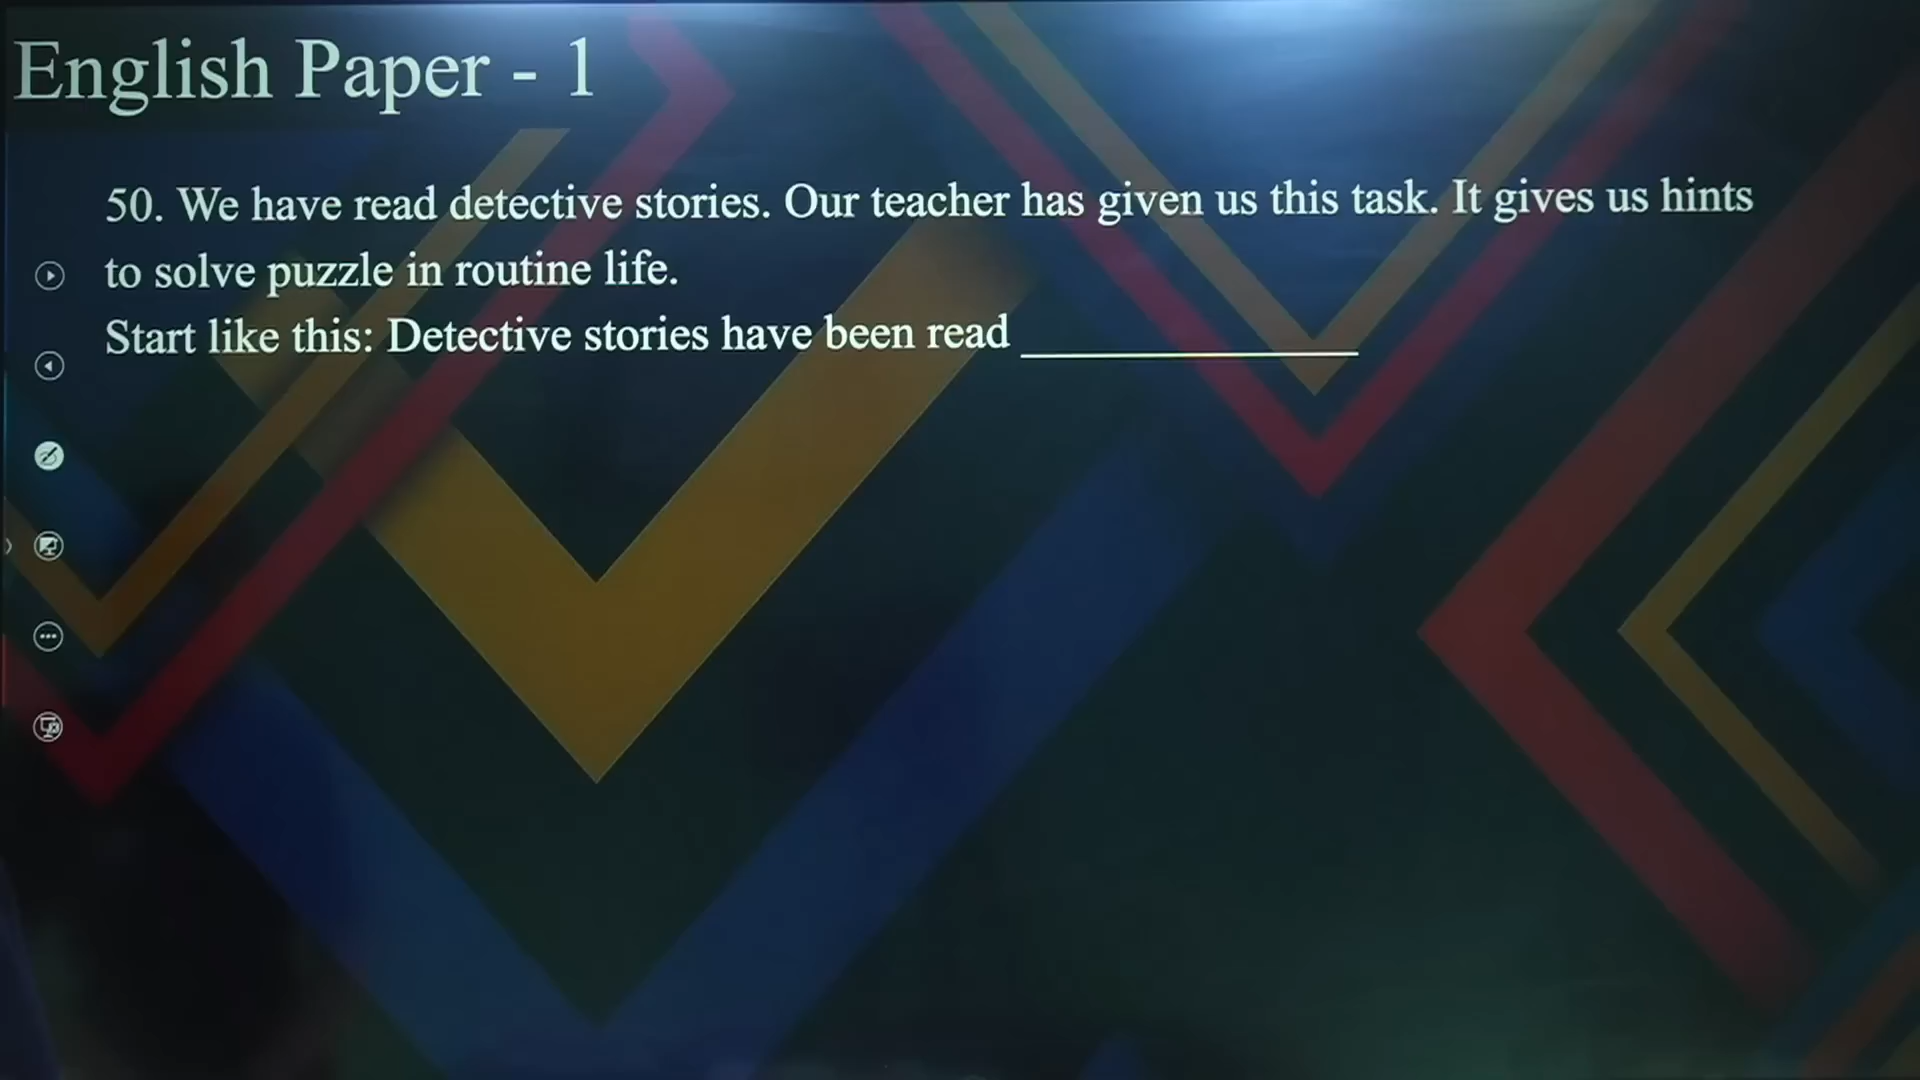 English Paper - 1
50. We have read detective stories. Our teacher has given us this task. It gives us hints
to solve puzzle in routine life.
Start like this: Detective stories have been read ______________